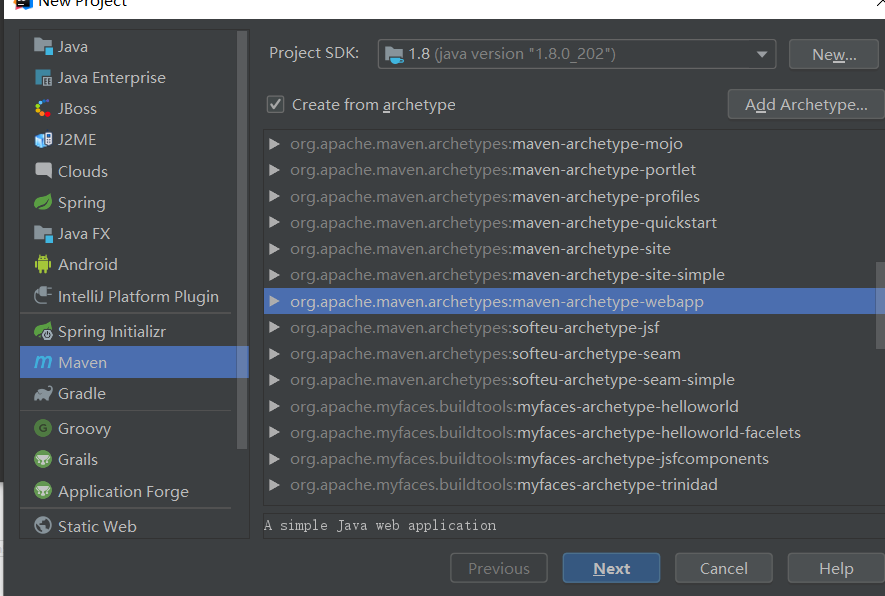 New Project
Java
Java Enterprise
JBoss
J2ME
Clouds
Spring
Java FX
Android
IntelliJ Platform Plugin
Spring Initializr
Maven
Gradle
Groovy
Grails
Application Forge
Static Web
Project SDK: 1.8 (java version "1.8.0_202") New...
Create from archetype Add Archetype...
org.apache.maven.archetypes:maven-archetype-mojo
org.apache.maven.archetypes:maven-archetype-portlet
org.apache.maven.archetypes:maven-archetype-profiles
org.apache.maven.archetypes:maven-archetype-quickstart
org.apache.maven.archetypes:maven-archetype-site
org.apache.maven.archetypes:maven-archetype-site-simple
org.apache.maven.archetypes:maven-archetype-webapp
org.apache.maven.archetypes:softeu-archetype-jsf
org.apache.maven.archetypes:softeu-archetype-seam
org.apache.maven.archetypes:softeu-archetype-seam-simple
org.apache.myfaces.buildtools:myfaces-archetype-helloworld
org.apache.myfaces.buildtools:myfaces-archetype-helloworld-facelets
org.apache.myfaces.buildtools:myfaces-archetype-jsfcomponents
org.apache.myfaces.buildtools:myfaces-archetype-trinidad
A simple Java web application
Previous Next Cancel Help